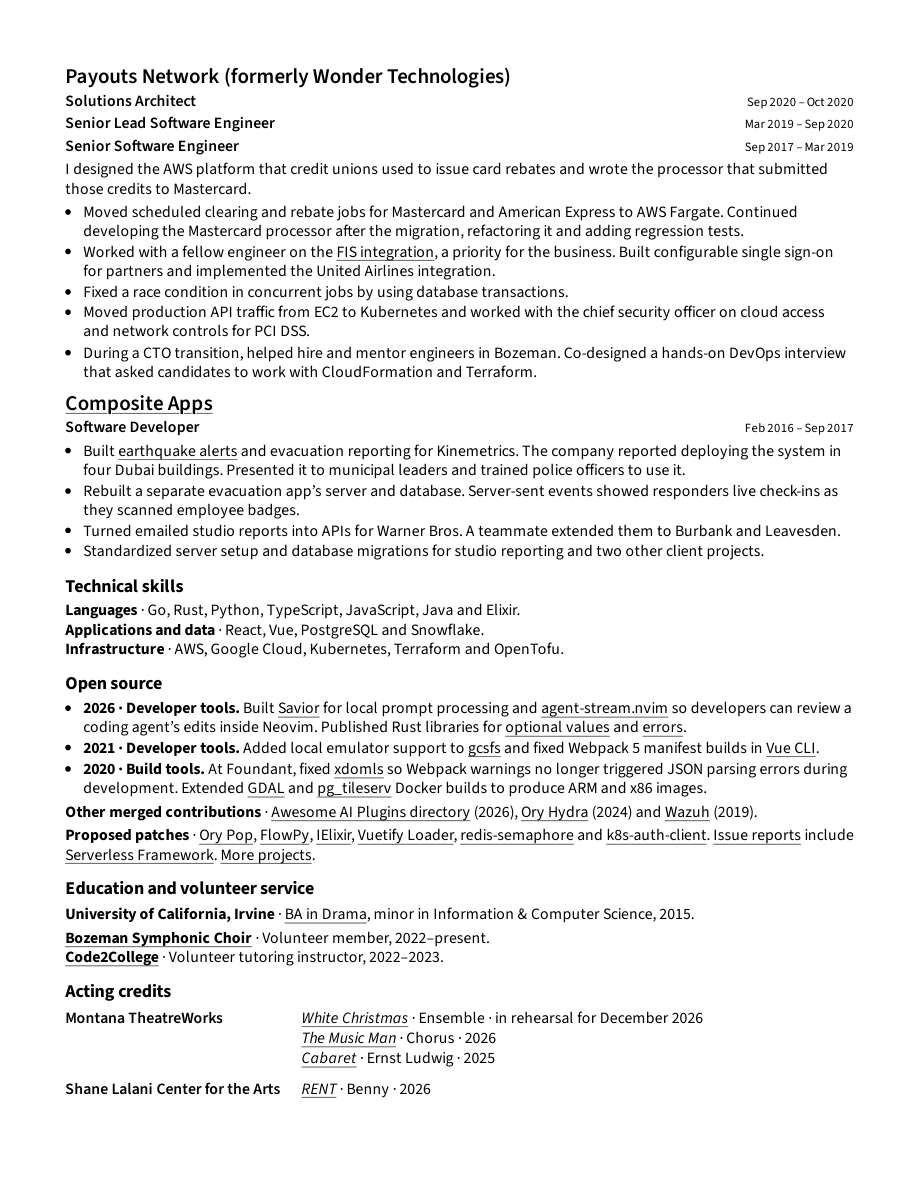 Payouts Network (formerly Wonder Technologies)
Solutions Architect Sep 2020 – Oct 2020
Senior Lead Software Engineer Mar 2019 – Sep 2020
Senior Software Engineer Sep 2017 – Mar 2019
I designed the AWS platform that credit unions used to issue card rebates and wrote the processor that submitted
those credits to Mastercard.
• Moved scheduled clearing and rebate jobs for Mastercard and American Express to AWS Fargate. Continued
developing the Mastercard processor after the migration, refactoring it and adding regression tests.
• Worked with a fellow engineer on the FIS integration, a priority for the business. Built configurable single sign-on
for partners and implemented the United Airlines integration.
• Fixed a race condition in concurrent jobs by using database transactions.
• Moved production API traffic from EC2 to Kubernetes and worked with the chief security officer on cloud access
and network controls for PCI DSS.
• During a CTO transition, helped hire and mentor engineers in Bozeman. Co-designed a hands-on DevOps interview
that asked candidates to work with CloudFormation and Terraform.
Composite Apps
Software Developer Feb 2016 – Sep 2017
• Built earthquake alerts and evacuation reporting for Kinemetrics. The company reported deploying the system in
four Dubai buildings. Presented it to municipal leaders and trained police officers to use it.
• Rebuilt a separate evacuation app’s server and database. Server-sent events showed responders live check-ins as
they scanned employee badges.
• Turned emailed studio reports into APIs for Warner Bros. A teammate extended them to Burbank and Leavesden.
• Standardized server setup and database migrations for studio reporting and two other client projects.
Technical skills
Languages · Go, Rust, Python, TypeScript, JavaScript, Java and Elixir.
Applications and data · React, Vue, PostgreSQL and Snowflake.
Infrastructure · AWS, Google Cloud, Kubernetes, Terraform and OpenTofu.
Open source
• 2026 · Developer tools. Built Savior for local prompt processing and agent-stream.nvim so developers can review a
coding agent’s edits inside Neovim. Published Rust libraries for optional values and errors.
• 2021 · Developer tools. Added local emulator support to gcsfs and fixed Webpack 5 manifest builds in Vue CLI.
• 2020 · Build tools. At Foundant, fixed xdomls so Webpack warnings no longer triggered JSON parsing errors during
development. Extended GDAL and pg_tileserv Docker builds to produce ARM and x86 images.
Other merged contributions · Awesome AI Plugins directory (2026), Ory Hydra (2024) and Wazuh (2019).
Proposed patches · Ory Pop, FlowPy, IElixir, Vuetify Loader, redis-semaphore and k8s-auth-client. Issue reports include
Serverless Framework. More projects.
Education and volunteer service
University of California, Irvine · BA in Drama, minor in Information & Computer Science, 2015.
Bozeman Symphonic Choir · Volunteer member, 2022–present.
Code2College · Volunteer tutoring instructor, 2022–2023.
Acting credits
Montana TheatreWorks White Christmas · Ensemble · in rehearsal for December 2026
The Music Man · Chorus · 2026
Cabaret · Ernst Ludwig · 2025
Shane Lalani Center for the Arts RENT · Benny · 2026